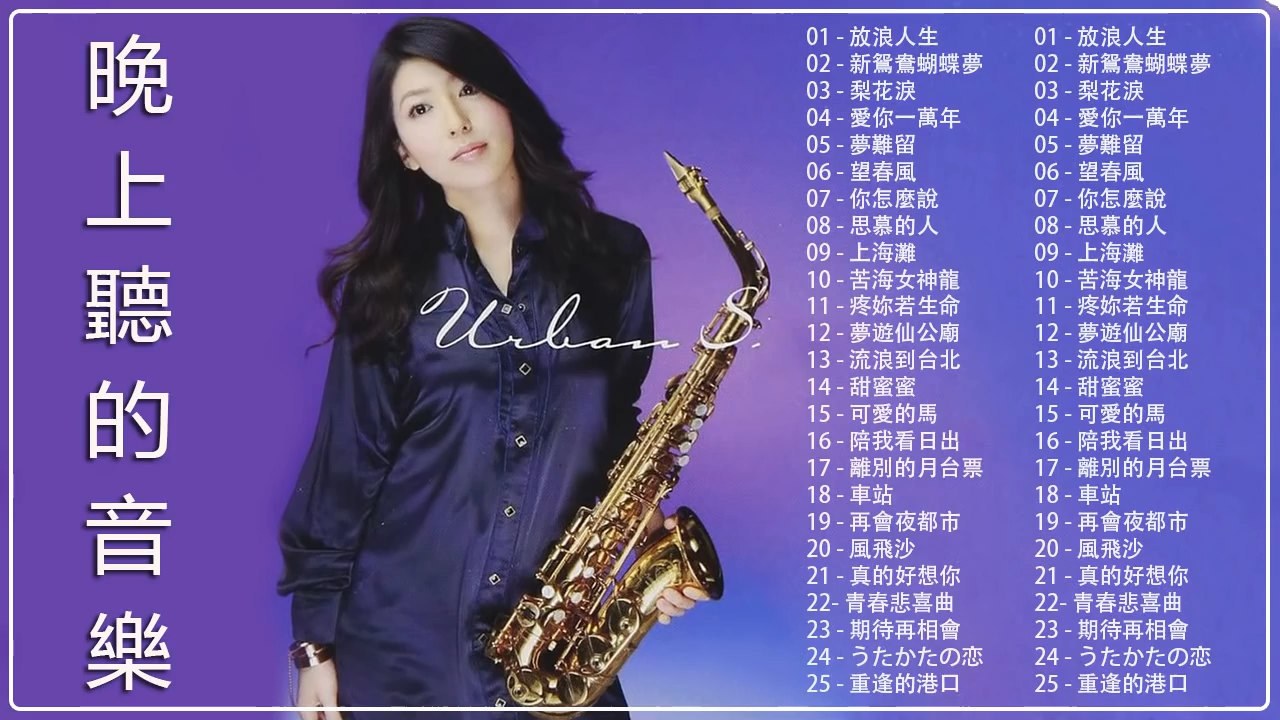 晚上聽的音樂
Urban S.
01 - 放浪人生
02 - 新鴛鴦蝴蝶夢
03 - 梨花淚
04 - 愛你一萬年
05 - 夢難留
06 - 望春風
07 - 你怎麼說
08 - 思慕的人
09 - 上海灘
10 - 苦海女神龍
11 - 疼妳若生命
12 - 夢遊仙公廟
13 - 流浪到台北
14 - 甜蜜蜜
15 - 可愛的馬
16 - 陪我看日出
17 - 離別的月台票
18 - 車站
19 - 再會夜都市
20 - 風飛沙
21 - 真的好想你
22- 青春悲喜曲
23 - 期待再相會
24 - うたかたの恋
25 - 重逢的港口
01 - 放浪人生
02 - 新鴛鴦蝴蝶夢
03 - 梨花淚
04 - 愛你一萬年
05 - 夢難留
06 - 望春風
07 - 你怎麼說
08 - 思慕的人
09 - 上海灘
10 - 苦海女神龍
11 - 疼妳若生命
12 - 夢遊仙公廟
13 - 流浪到台北
14 - 甜蜜蜜
15 - 可愛的馬
16 - 陪我看日出
17 - 離別的月台票
18 - 車站
19 - 再會夜都市
20 - 風飛沙
21 - 真的好想你
22- 青春悲喜曲
23 - 期待再相會
24 - うたかたの恋
25 - 重逢的港口